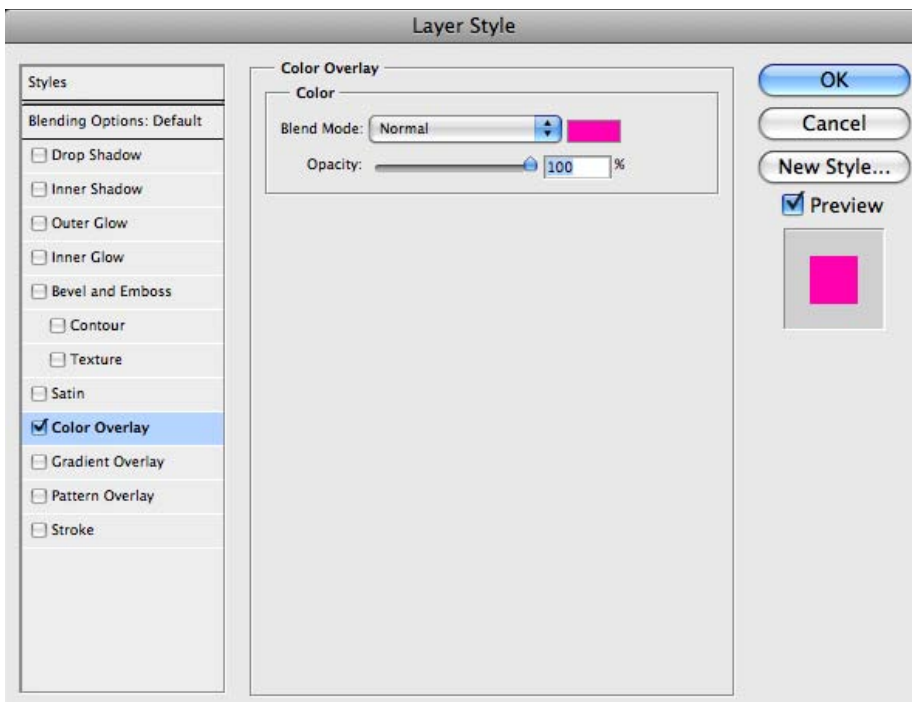 Layer Style
Styles
Blending Options: Default
Drop Shadow
Inner Shadow
Outer Glow
Inner Glow
Bevel and Emboss
Contour
Texture
Satin
Color Overlay
Gradient Overlay
Pattern Overlay
Stroke
Color Overlay
Color
Blend Mode: Normal
Opacity: 100 %
OK
Cancel
New Style...
Preview